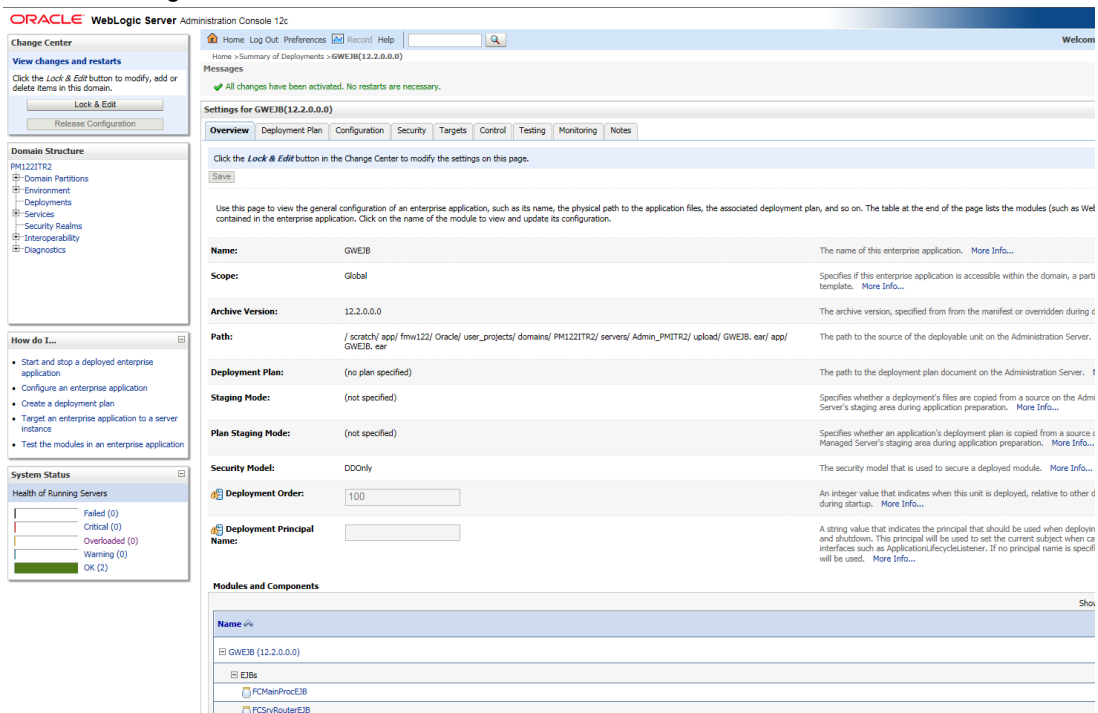 ORACLE WebLogic Server Administration Console 12c
Change Center
View changes and restarts
Click the Lock & Edit button to modify, add or
delete items in this domain.
Lock & Edit
Release Configuration
Domain Structure
PM122ITR2
Domain Partitions
Environment
Deployments
Services
Security Realms
Interoperability
Diagnostics
How do I...
Start and stop a deployed enterprise
application
Configure an enterprise application
Create a deployment plan
Target an enterprise application to a server
instance
Test the modules in an enterprise application
System Status
Health of Running Servers
Failed (0)
Critical (0)
Overloaded (0)
Warning (0)
OK (2)
Home Log Out Preferences Record Help
Welcom
Home >Summary of Deployments >GWEJB(12.2.0.0.0)
Messages
All changes have been activated. No restarts are necessary.
Settings for GWEJB(12.2.0.0.0)
Overview Deployment Plan Configuration Security Targets Control Testing Monitoring Notes
Click the Lock & Edit button in the Change Center to modify the settings on this page.
Save
Use this page to view the general configuration of an enterprise application, such as its name, the physical path to the application files, the associated deployment plan, and so on. The table at the end of the page lists the modules (such as Web
contained in the enterprise application. Click on the name of the module to view and update its configuration.
Name: GWEJB The name of this enterprise application. More Info...
Scope: Global Specifies if this enterprise application is accessible within the domain, a parti
template. More Info...
Archive Version: 12.2.0.0.0 The archive version, specified from from the manifest or overridden during d
Path: / scratch/ app/ fmw122/ Oracle/ user_projects/ domains/ PM122ITR2/ servers/ Admin_PMITR2/ upload/ GWEJB. ear/ app/ The path to the source of the deployable unit on the Administration Server.
GWEJB. ear
Deployment Plan: (no plan specified) The path to the deployment plan document on the Administration Server.
Staging Mode: (not specified) Specifies whether a deployment's files are copied from a source on the Admi
Server's staging area during application preparation. More Info...
Plan Staging Mode: (not specified) Specifies whether an application's deployment plan is copied from a source
Managed Server's staging area during application preparation. More Info...
Security Model: DDOnly The security model that is used to secure a deployed module. More Info...
Deployment Order: 100 An integer value that indicates when this unit is deployed, relative to other d
during startup. More Info...
Deployment Principal
Name:
A string value that indicates the principal that should be used when deployin
and shutdown. This principal will be used to set the current subject when ca
interfaces such as ApplicationLifecycleListener. If no principal name is specifi
will be used. More Info...
Modules and Components
Show
Name
GWEJB (12.2.0.0.0)
EJBs
FCMainProcEJB
FCSrvRouterEJB